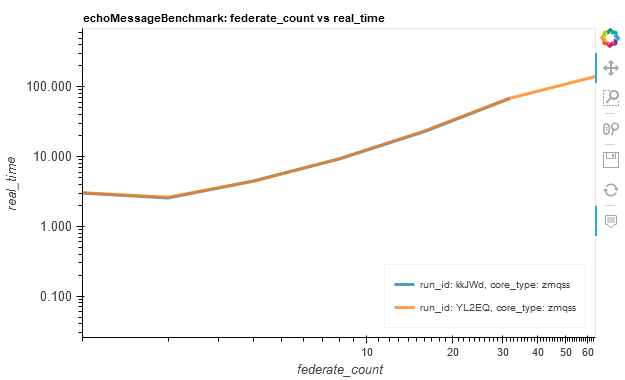 echoMessageBenchmark: federate_count vs real_time
100.000
10.000
1.000
0.100
real_time
run_id: kkJWd, core_type: zmqss
run_id: YL2EQ, core_type: zmqss
10
20
30
40
50
60
federate_count